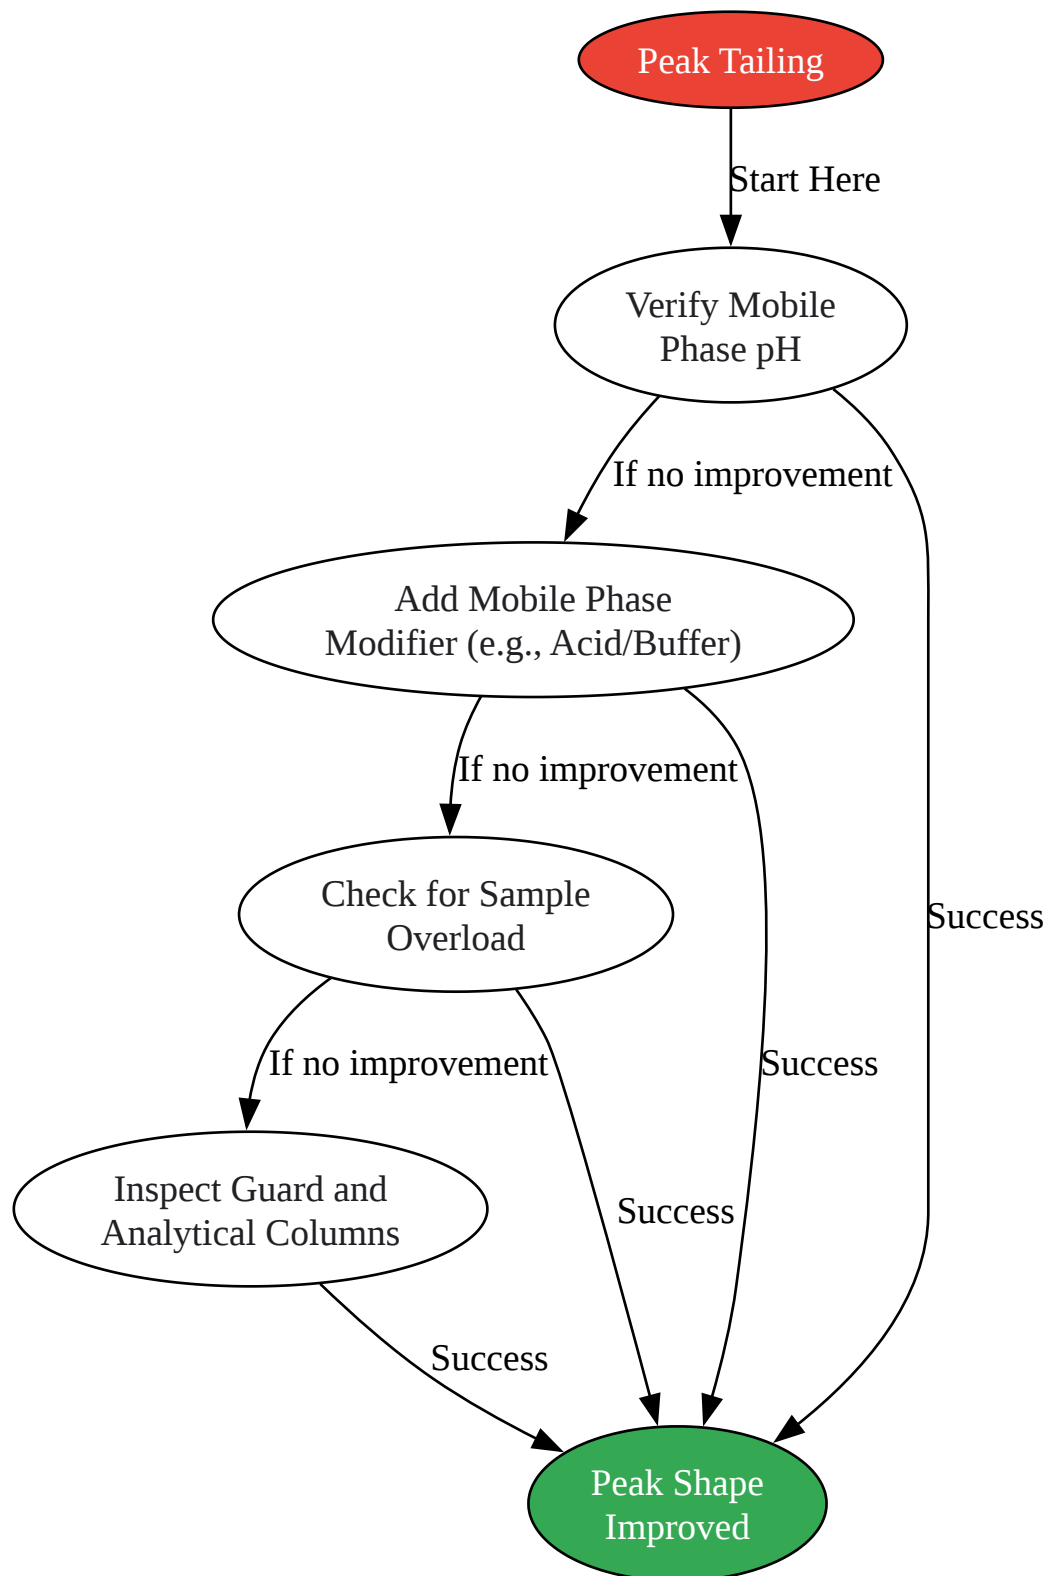 Peak Tailing
Start Here
Verify Mobile
Phase pH
If no improvement
Add Mobile Phase
Modifier (e.g., Acid/Buffer)
If no improvement
Check for Sample
Overload
Success
If no improvement
Success
Inspect Guard and
Analytical Columns
Success
Success
Peak Shape
Improved